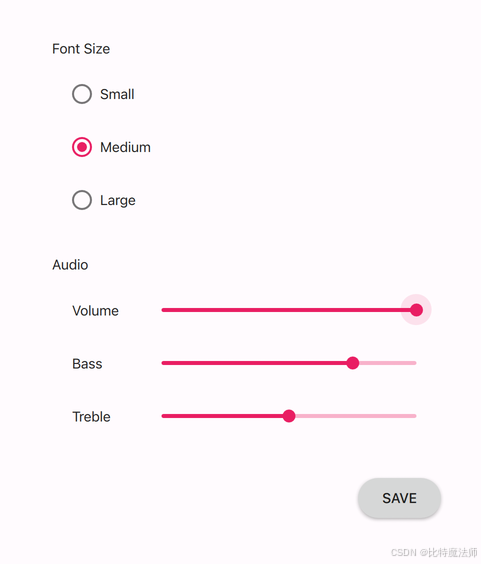 Font Size
Small
Medium
Large
Audio
Volume
Bass
Treble
SAVE
CSDN @比特魔法师